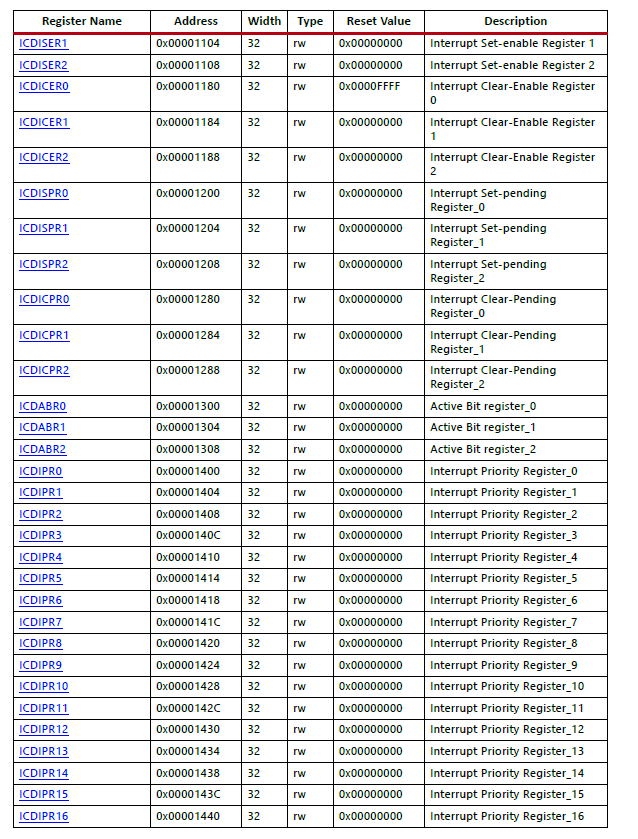 Register Name Address Width Type Reset Value Description
ICDISER1 0x00001104 32 rw 0x00000000 Interrupt Set-enable Register 1
ICDISER2 0x00001108 32 rw 0x00000000 Interrupt Set-enable Register 2
ICDICER0 0x00001180 32 rw 0x0000FFFF Interrupt Clear-Enable Register
0
ICDICER1 0x00001184 32 rw 0x00000000 Interrupt Clear-Enable Register
1
ICDICER2 0x00001188 32 rw 0x00000000 Interrupt Clear-Enable Register
2
ICDISPR0 0x00001200 32 rw 0x00000000 Interrupt Set-pending
Register_0
ICDISPR1 0x00001204 32 rw 0x00000000 Interrupt Set-pending
Register_1
ICDISPR2 0x00001208 32 rw 0x00000000 Interrupt Set-pending
Register_2
ICDICPR0 0x00001280 32 rw 0x00000000 Interrupt Clear-Pending
Register_0
ICDICPR1 0x00001284 32 rw 0x00000000 Interrupt Clear-Pending
Register_1
ICDICPR2 0x00001288 32 rw 0x00000000 Interrupt Clear-Pending
Register_2
ICDABR0 0x00001300 32 rw 0x00000000 Active Bit register_0
ICDABR1 0x00001304 32 rw 0x00000000 Active Bit register_1
ICDABR2 0x00001308 32 rw 0x00000000 Active Bit register_2
ICDIPR0 0x00001400 32 rw 0x00000000 Interrupt Priority Register_0
ICDIPR1 0x00001404 32 rw 0x00000000 Interrupt Priority Register_1
ICDIPR2 0x00001408 32 rw 0x00000000 Interrupt Priority Register_2
ICDIPR3 0x0000140C 32 rw 0x00000000 Interrupt Priority Register_3
ICDIPR4 0x00001410 32 rw 0x00000000 Interrupt Priority Register_4
ICDIPR5 0x00001414 32 rw 0x00000000 Interrupt Priority Register_5
ICDIPR6 0x00001418 32 rw 0x00000000 Interrupt Priority Register_6
ICDIPR7 0x0000141C 32 rw 0x00000000 Interrupt Priority Register_7
ICDIPR8 0x00001420 32 rw 0x00000000 Interrupt Priority Register_8
ICDIPR9 0x00001424 32 rw 0x00000000 Interrupt Priority Register_9
ICDIPR10 0x00001428 32 rw 0x00000000 Interrupt Priority Register_10
ICDIPR11 0x0000142C 32 rw 0x00000000 Interrupt Priority Register_11
ICDIPR12 0x00001430 32 rw 0x00000000 Interrupt Priority Register_12
ICDIPR13 0x00001434 32 rw 0x00000000 Interrupt Priority Register_13
ICDIPR14 0x00001438 32 rw 0x00000000 Interrupt Priority Register_14
ICDIPR15 0x0000143C 32 rw 0x00000000 Interrupt Priority Register_15
ICDIPR16 0x00001440 32 rw 0x00000000 Interrupt Priority Register_16